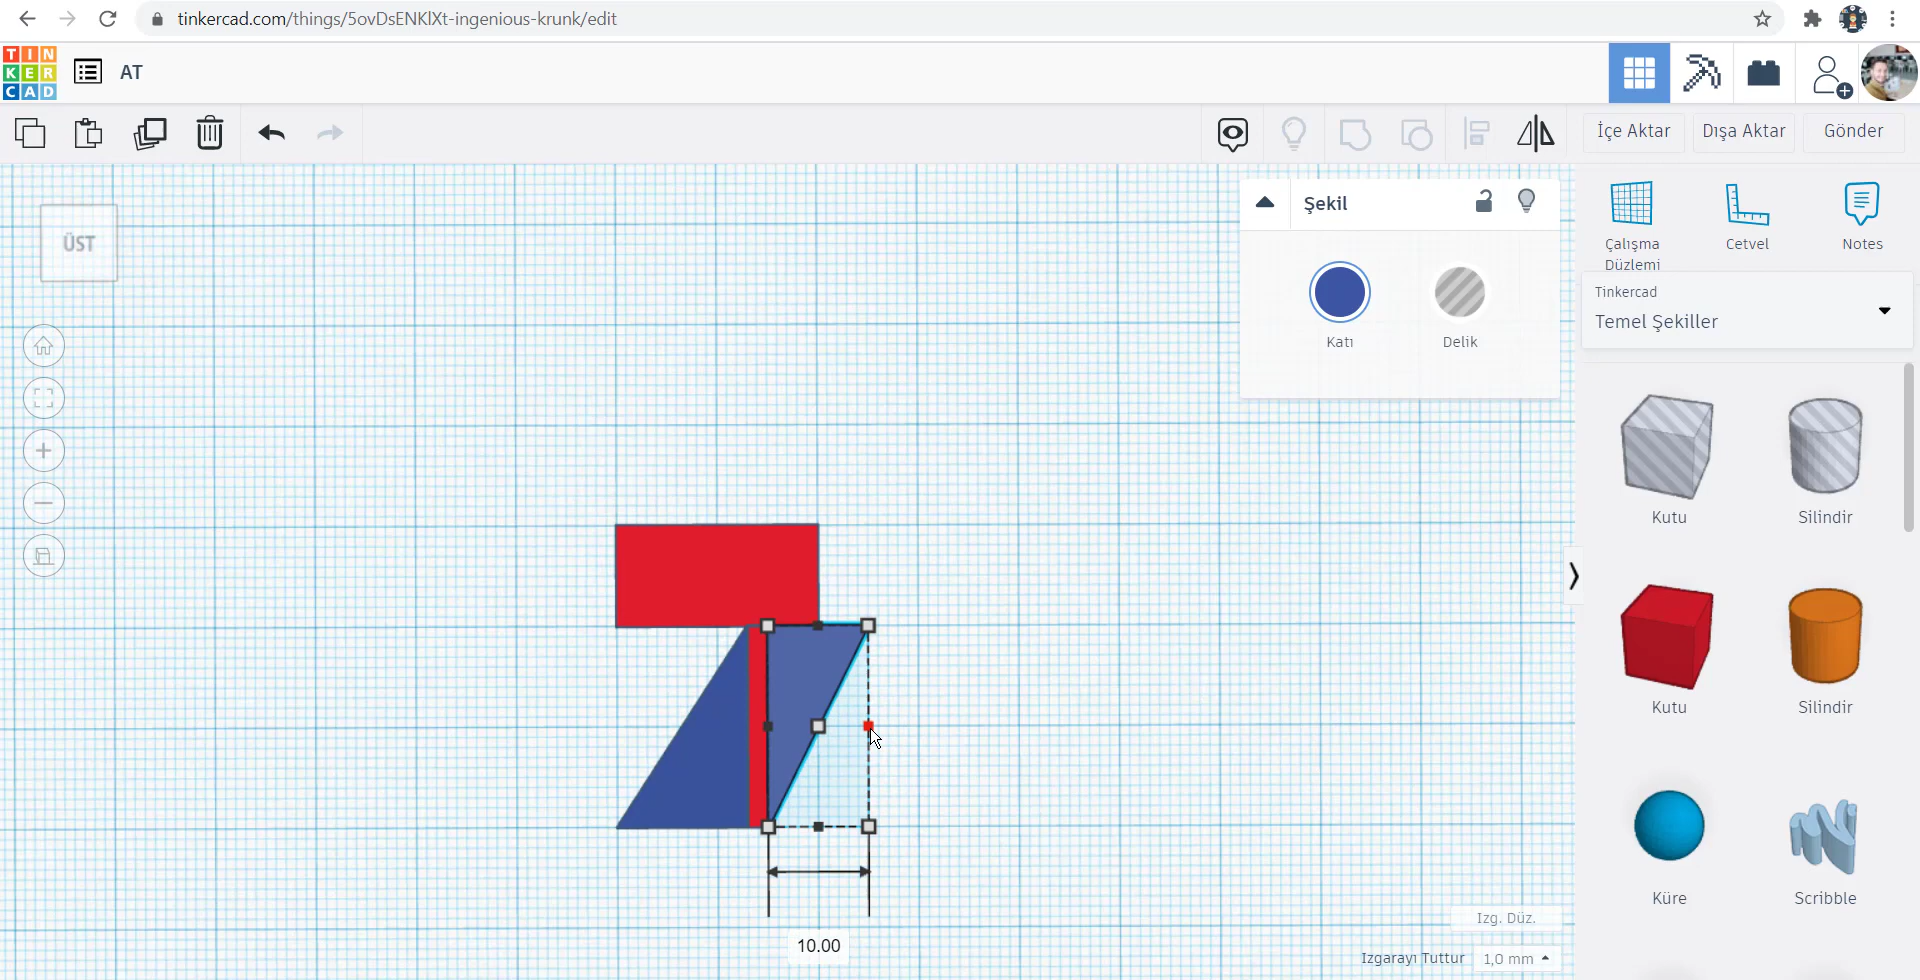 tinkercad.com/things/5ovDsENKlXt-ingenious-krunk/edit
TIN
KER
CAD
AT
İçe Aktar
Dışa Aktar
Gönder
ÜST
Şekil
Katı
Delik
Çalışma
Düzlemi
Cetvel
Notes
Tinkercad
Temel Şekiller
Kutu
Silindir
Kutu
Silindir
Küre
Scribble
10.00
Izg. Düz.
Izgarayı Tuttur
1,0 mm